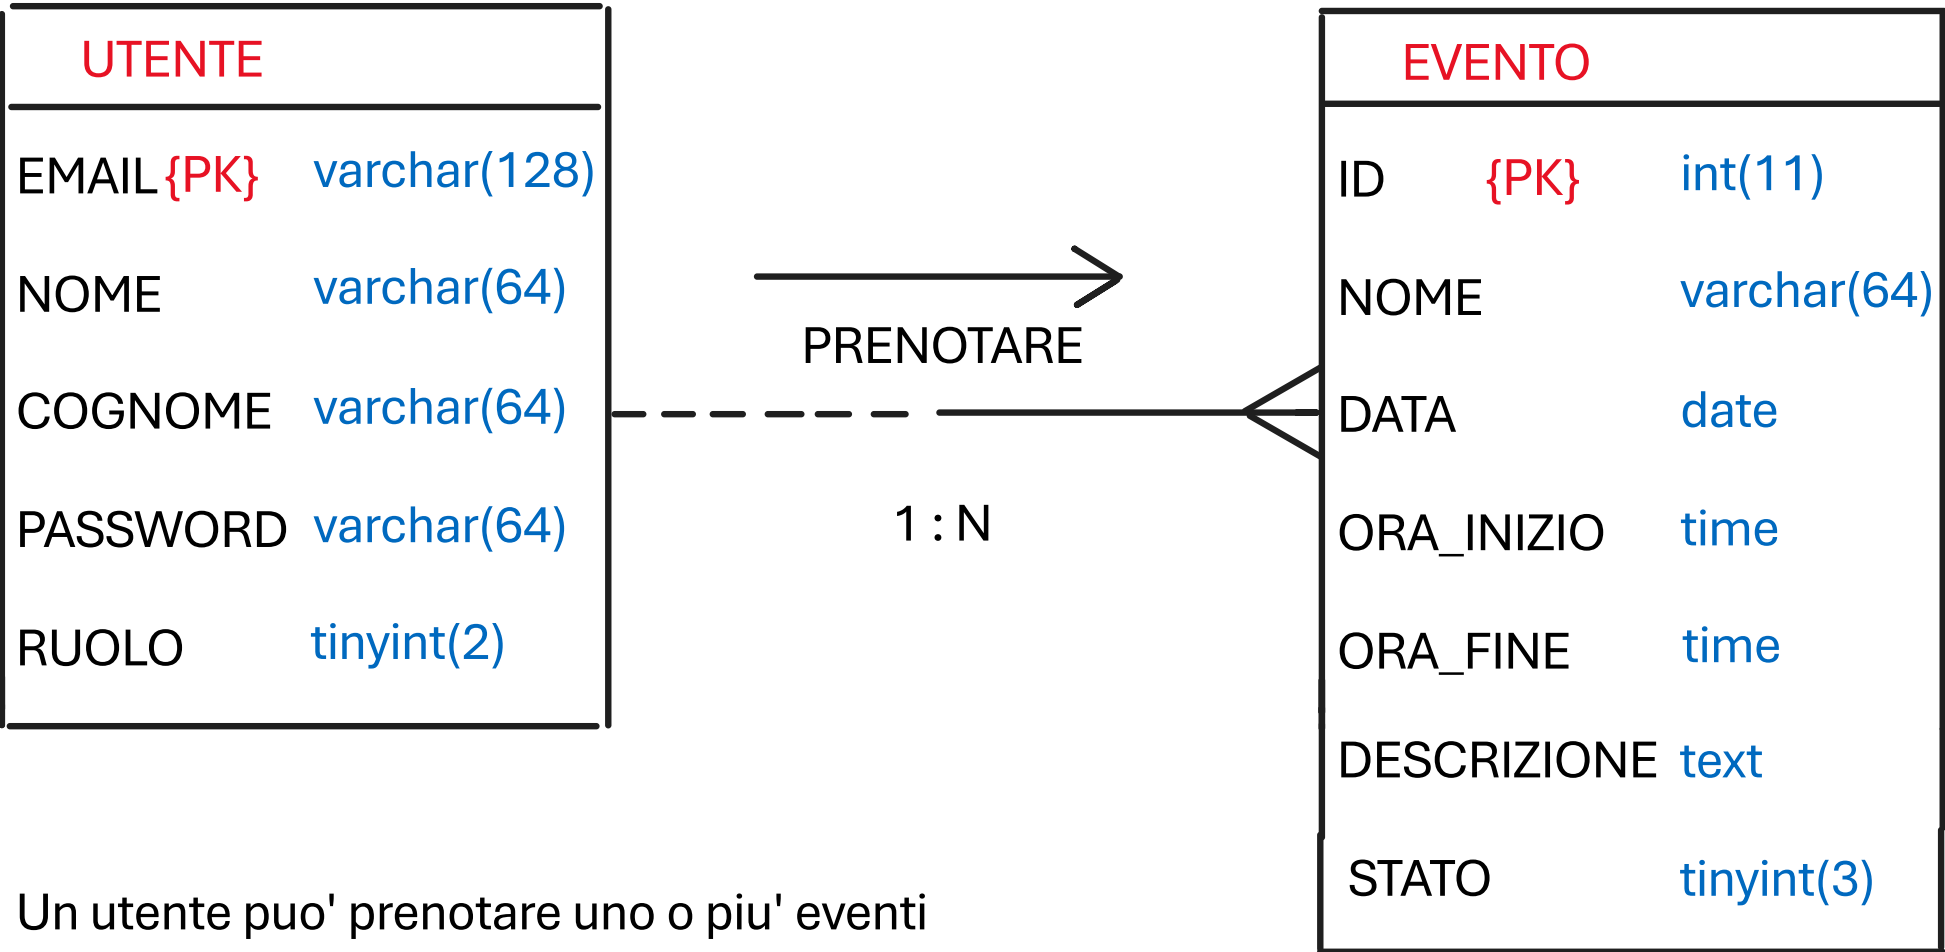 UTENTE
EMAIL {PK} varchar(128)
NOME varchar(64)
COGNOME varchar(64)
PASSWORD varchar(64)
RUOLO tinyint(2)
PRENOTARE
1 : N
EVENTO
ID {PK} int(11)
NOME varchar(64)
DATA date
ORA_INIZIO time
ORA_FINE time
DESCRIZIONE text
STATO tinyint(3)
Un utente puo' prenotare uno o piu' eventi